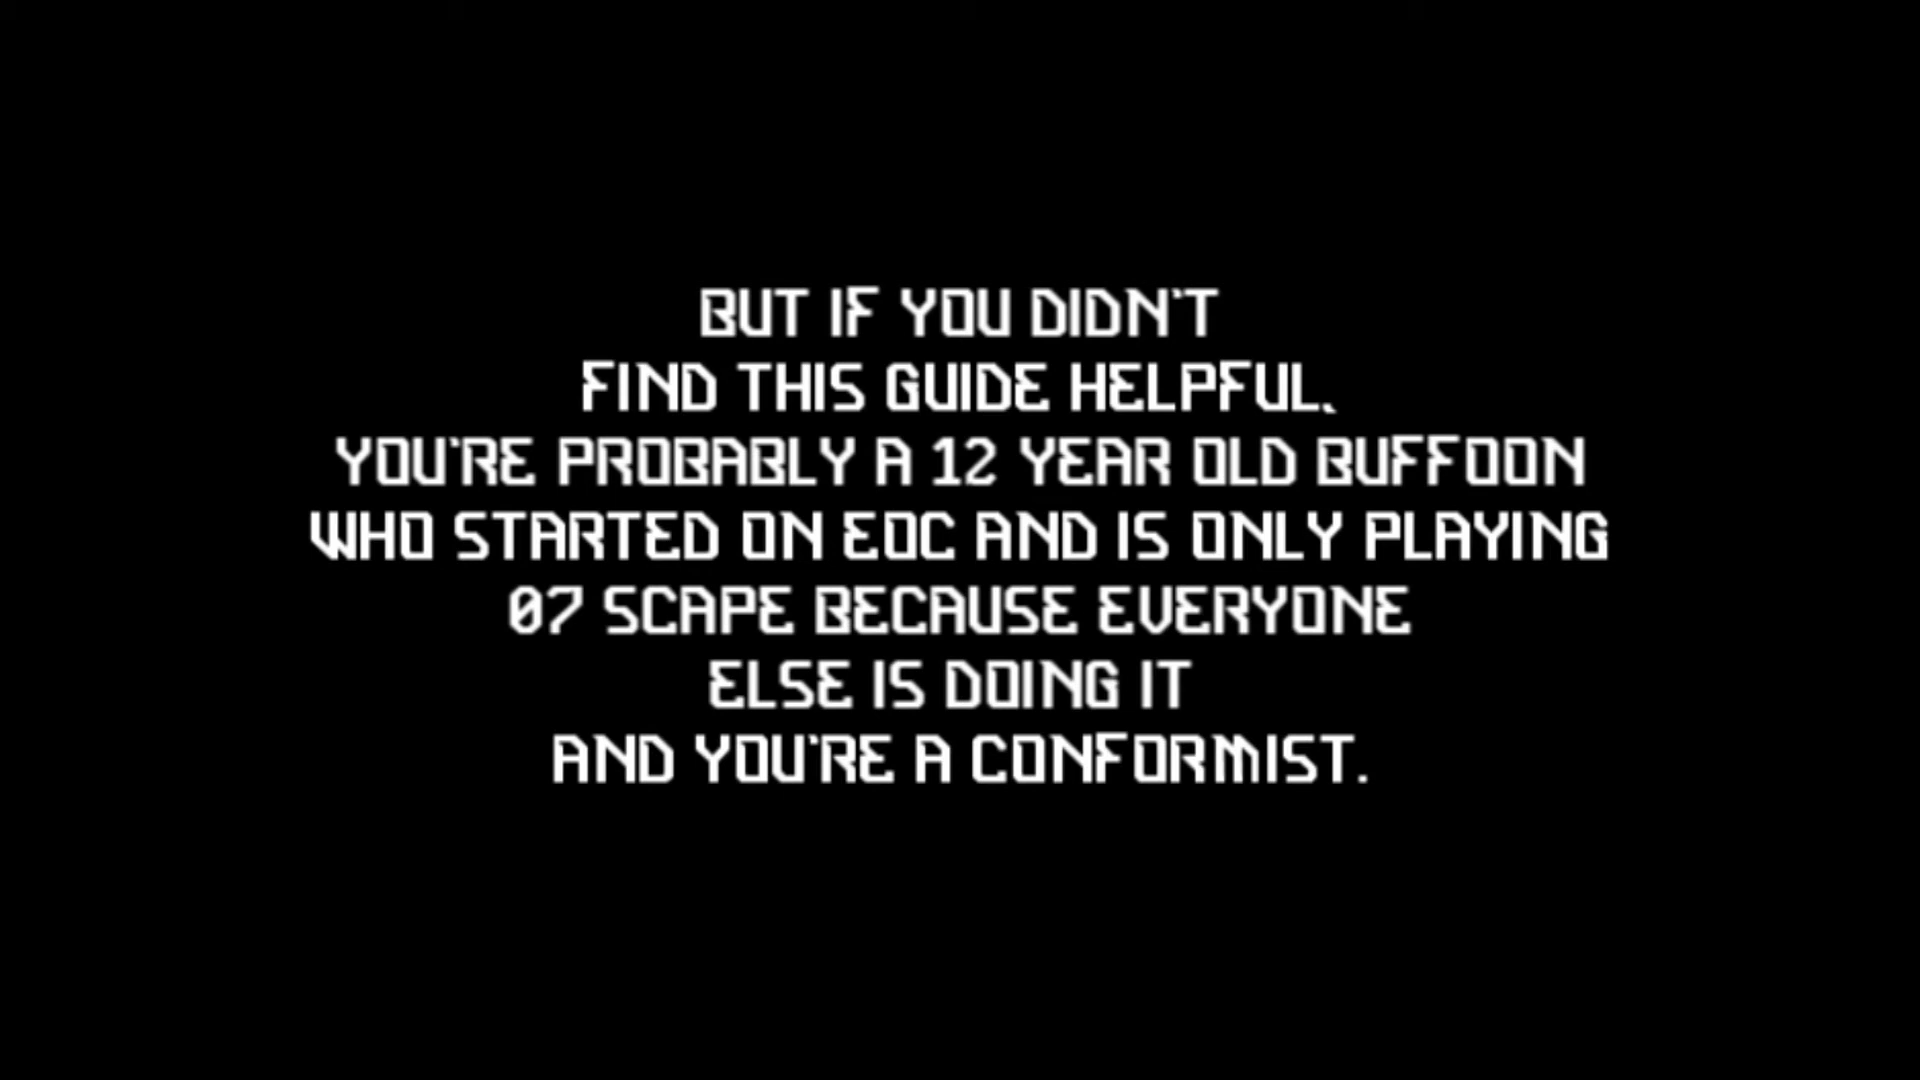 BUT IF YOU DIDN'T
FIND THIS GUIDE HELPFUL,
YOU'RE PROBABLY A 12 YEAR OLD BUFFOON
WHO STARTED ON EOC AND IS ONLY PLAYING
07 SCAPE BECAUSE EVERYONE
ELSE IS DOING IT
AND YOU'RE A CONFORMIST.